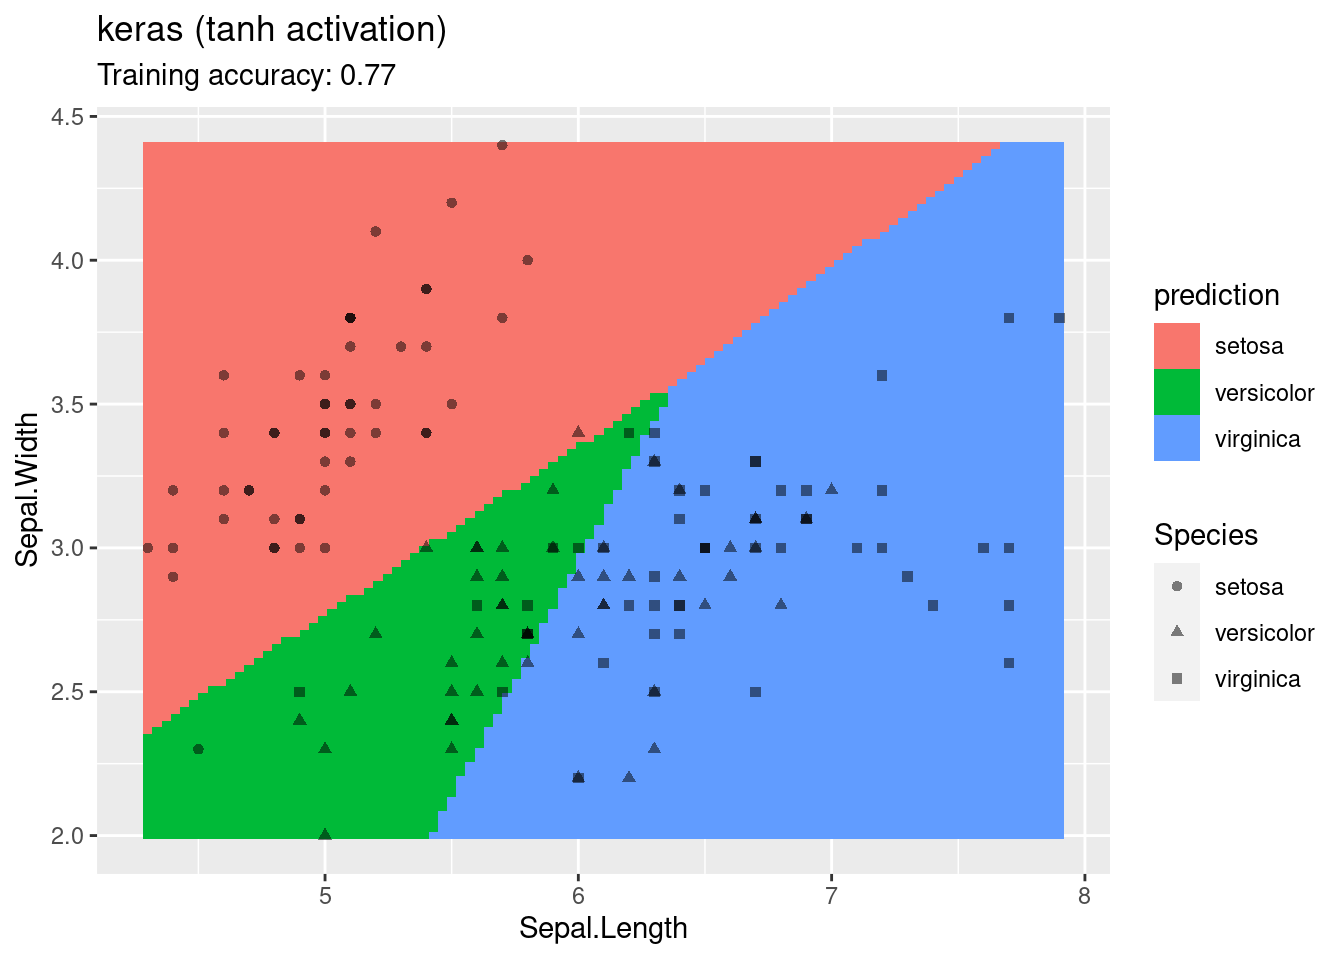 keras (tanh activation)
Training accuracy: 0.77
4.5
4.0
3.5
3.0
2.5
2.0
Sepal.Width
5
6
7
8
Sepal.Length
prediction
setosa
versicolor
virginica
Species
setosa
versicolor
virginica